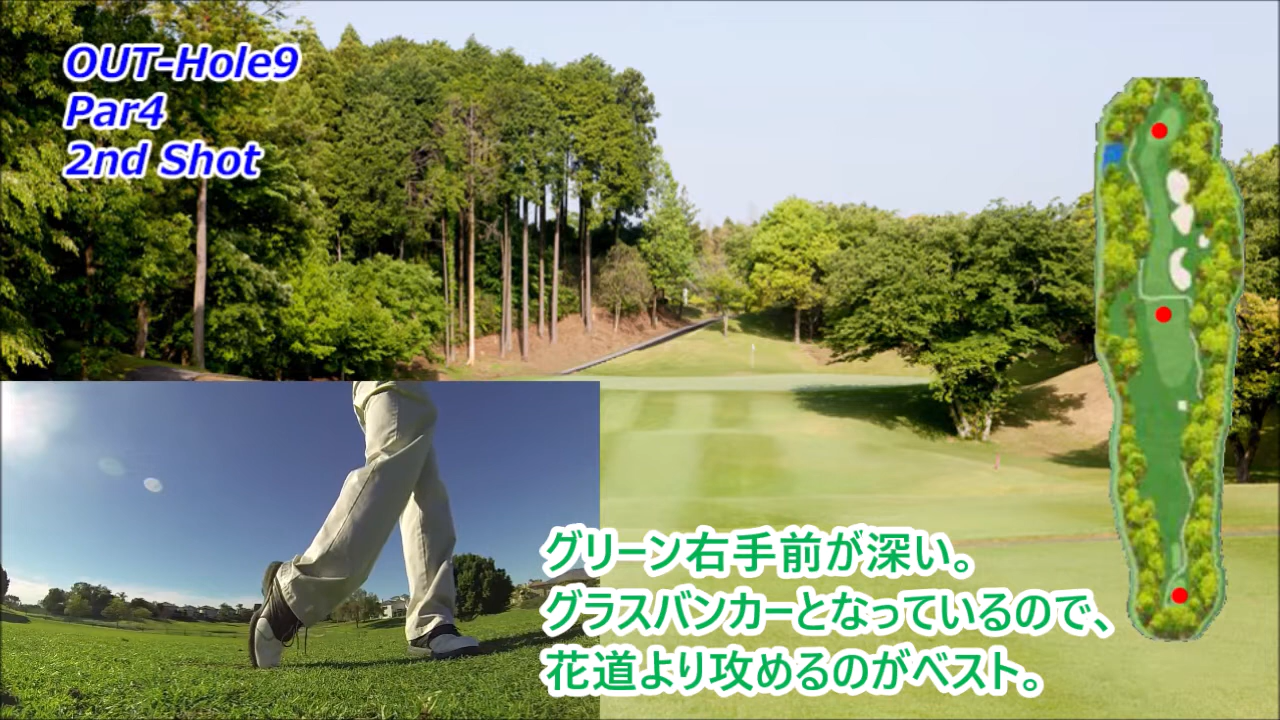 OUT-Hole9
Par4
2nd Shot
グリーン右手前が深い。
グラスバンカーとなっているので、
花道より攻めるのがベスト。